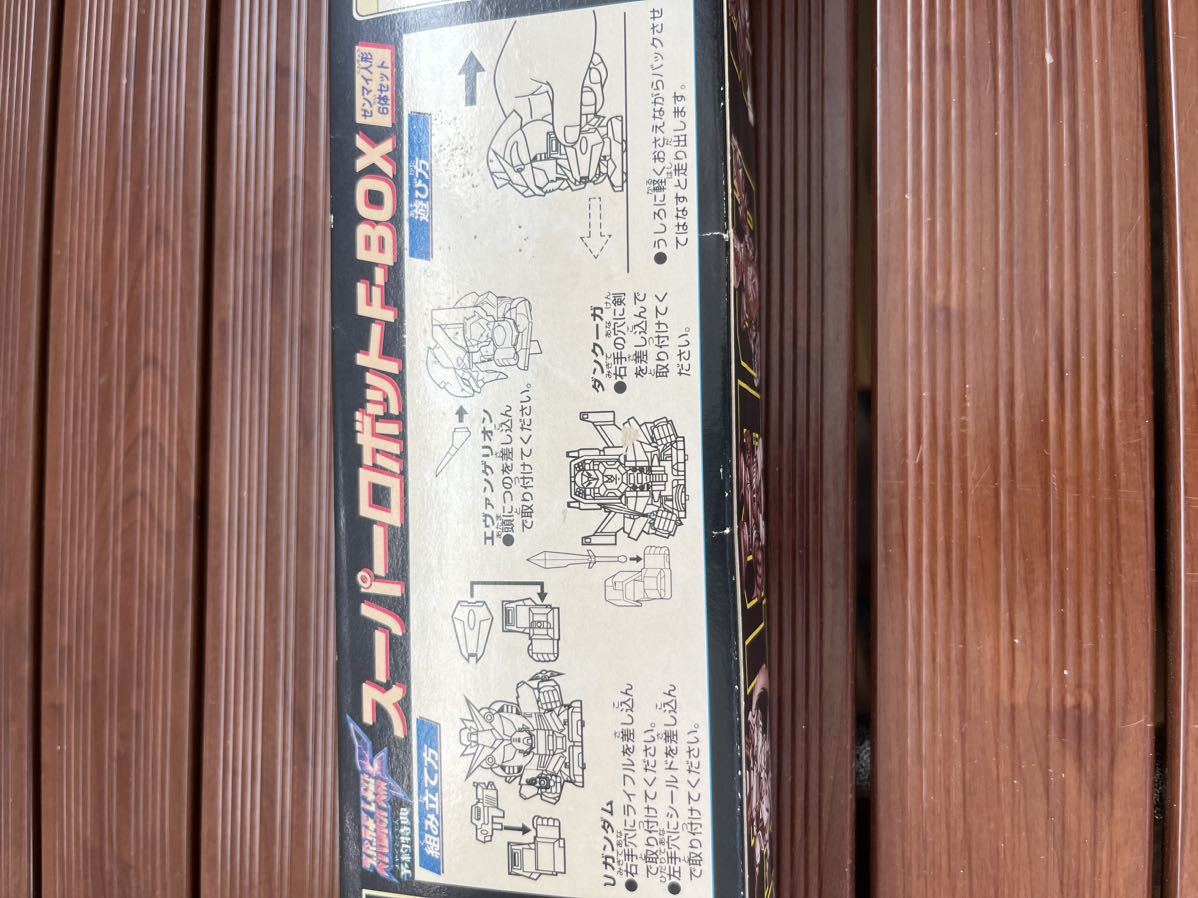 予約特典
スーパーロボットF-BOX
ゼンマイ人形
6体セット
組み立て方
νガンダム
●右手穴にライフルを差し込ん
で取り付けてください。
●左手穴にシールドを差し込ん
で取り付けてください。
エヴァンゲリオン
●頭につのを差し込ん
で取り付けてください。
ダンクーガ
●右手の穴に剣
を差し込んで
取り付けてく
ださい。
遊び方
●うしろに軽くおさえながらバックさせ
てはなすと走り出します。